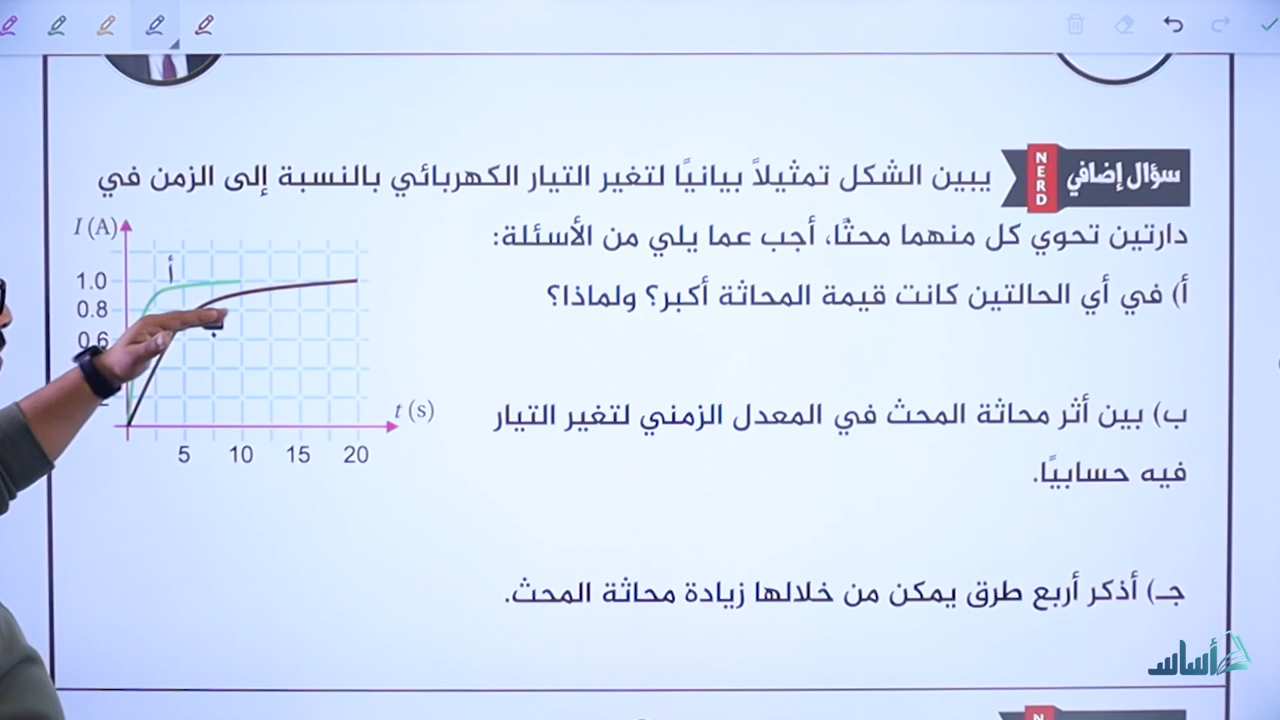 سؤال إضافي
NERD
يبين الشكل تمثيلاً بيانيًا لتغير التيار الكهربائي بالنسبة إلى الزمن في
دارتين تحوي كل منهما محثًّا، أجب عما يلي من الأسئلة:
أ) في أي الحالتين كانت قيمة المحاثة أكبر؟ ولماذا؟
ب) بين أثر محاثة المحث في المعدل الزمني لتغير التيار
فيه حسابيًا.
جـ) أذكر أربع طرق يمكن من خلالها زيادة محاثة المحث.
I (A)
أ
1.0
0.8
0.6
t (s)
5 10 15 20
أساس